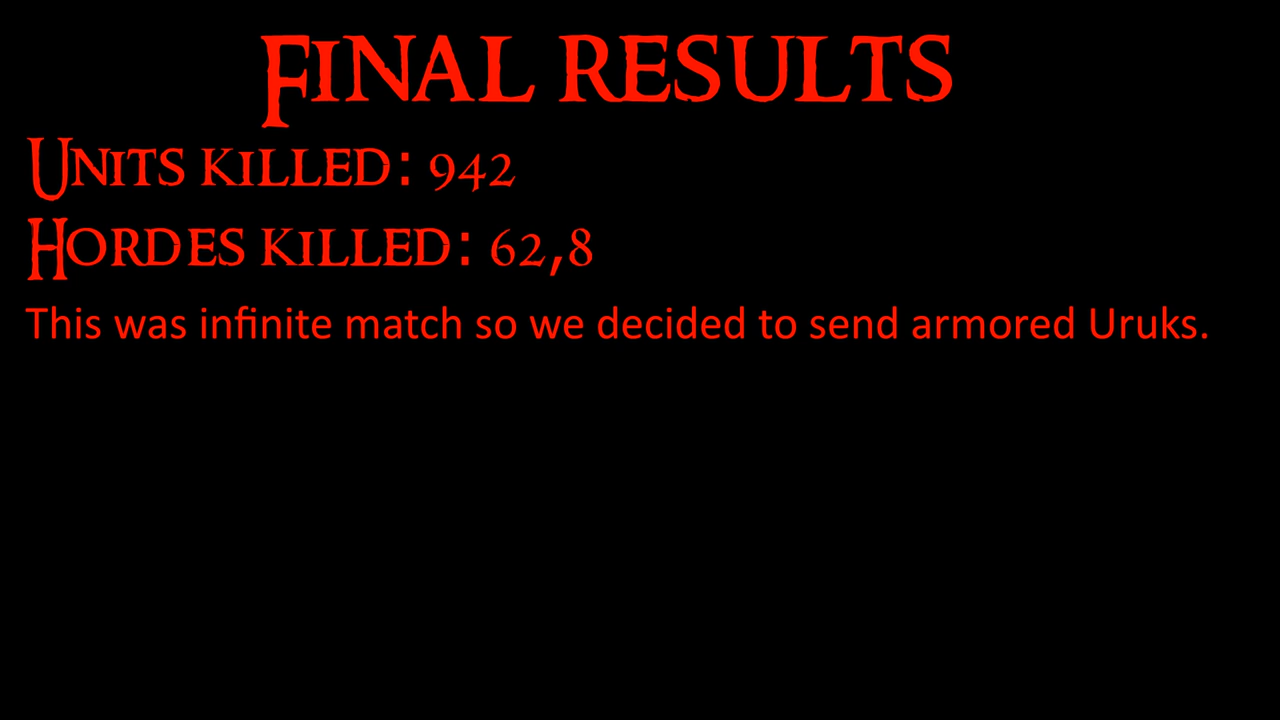 Final results
Units killed: 942
Hordes killed: 62,8
This was infinite match so we decided to send armored Uruks.